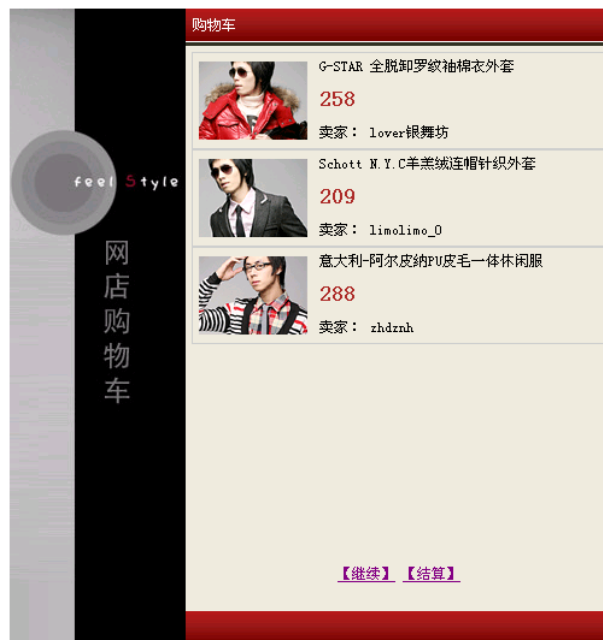 购物车
feel Style
网
店
购
物
车
G-STAR 全脱卸罗纹袖棉衣外套
258
卖家： lover银舞坊
Schott N.Y.C羊羔绒连帽针织外套
209
卖家： limolimo_0
意大利-阿尔皮纳PU皮毛一体休闲服
288
卖家： zhdznh
【继续】 【结算】